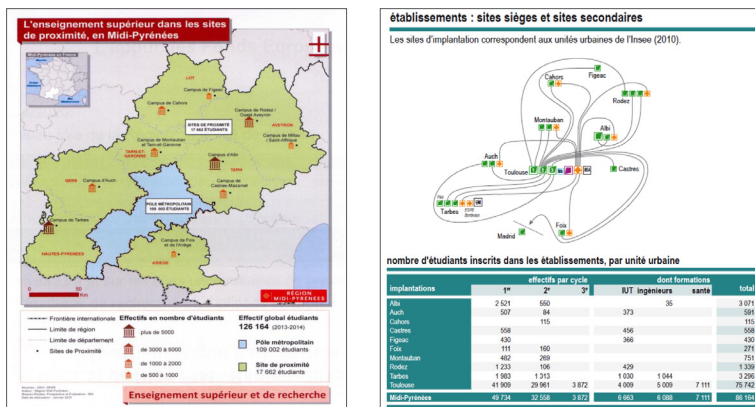 L'enseignement supérieur dans les sites
de proximité, en Midi-Pyrénées
Midi-Pyrénées en France
LOT
Campus de Figeac
Campus de Cahors
Campus de Rodez /
Ouest Aveyron
SITES DE PROXIMITÉ
17 662 ÉTUDIANTS
AVEYRON
Campus de Montauban
et Tarn-et-Garonne
Campus de Millau
/ Saint-Affrique
TARN-ET-
GARONNE
Campus d'Albi
TARN
GERS
Campus d'Auch
Campus de
Castres-Mazamet
PÔLE MÉTROPOLITAIN
109 002 ÉTUDIANTS
Campus de Tarbes
Campus de Foix
et de l'Ariège
HAUTES-PYRÉNÉES
ARIEGE
0
50
Km
RÉGION
MIDI-PYRÉNÉES
Frontière internationale
Limite de région
Limite de département
Sites de Proximité
Effectifs en nombre d'étudiants
plus de 5000
de 3000 à 5000
de 1000 à 2000
de 500 à 1000
Effectif global étudiants
126 164 (2013-2014)
Pôle métropolitain
109 002 étudiants
Site de proximité
17 662 étudiants
Enseignement supérieur et de recherche
établissements : sites sièges et sites secondaires
Les sites d'implantation correspondent aux unités urbaines de l'Insee (2010).
Cahors
Figeac
Rodez
Montauban
Albi
Auch
Toulouse
Castres
Tarbes
Madrid
Foix
nombre d'étudiants inscrits dans les établissements, par unité urbaine
implantations effectifs par cycle dont formations total
1er 2e 3e IUT ingénieurs santé
Albi 2 521 550 35 3 071
Auch 507 84 373 591
Cahors 115 115
Castres 558 456 558
Figeac 430 366 430
Foix 111 160 271
Montauban 482 269 751
Rodez 1 233 106 429 1 339
Tarbes 1 983 1 313 1 030 1 044 3 296
Toulouse 41 909 29 961 3 872 4 009 5 009 7 111 75 742
Midi-Pyrénées 49 734 32 558 3 872 6 663 6 088 7 111 86 164